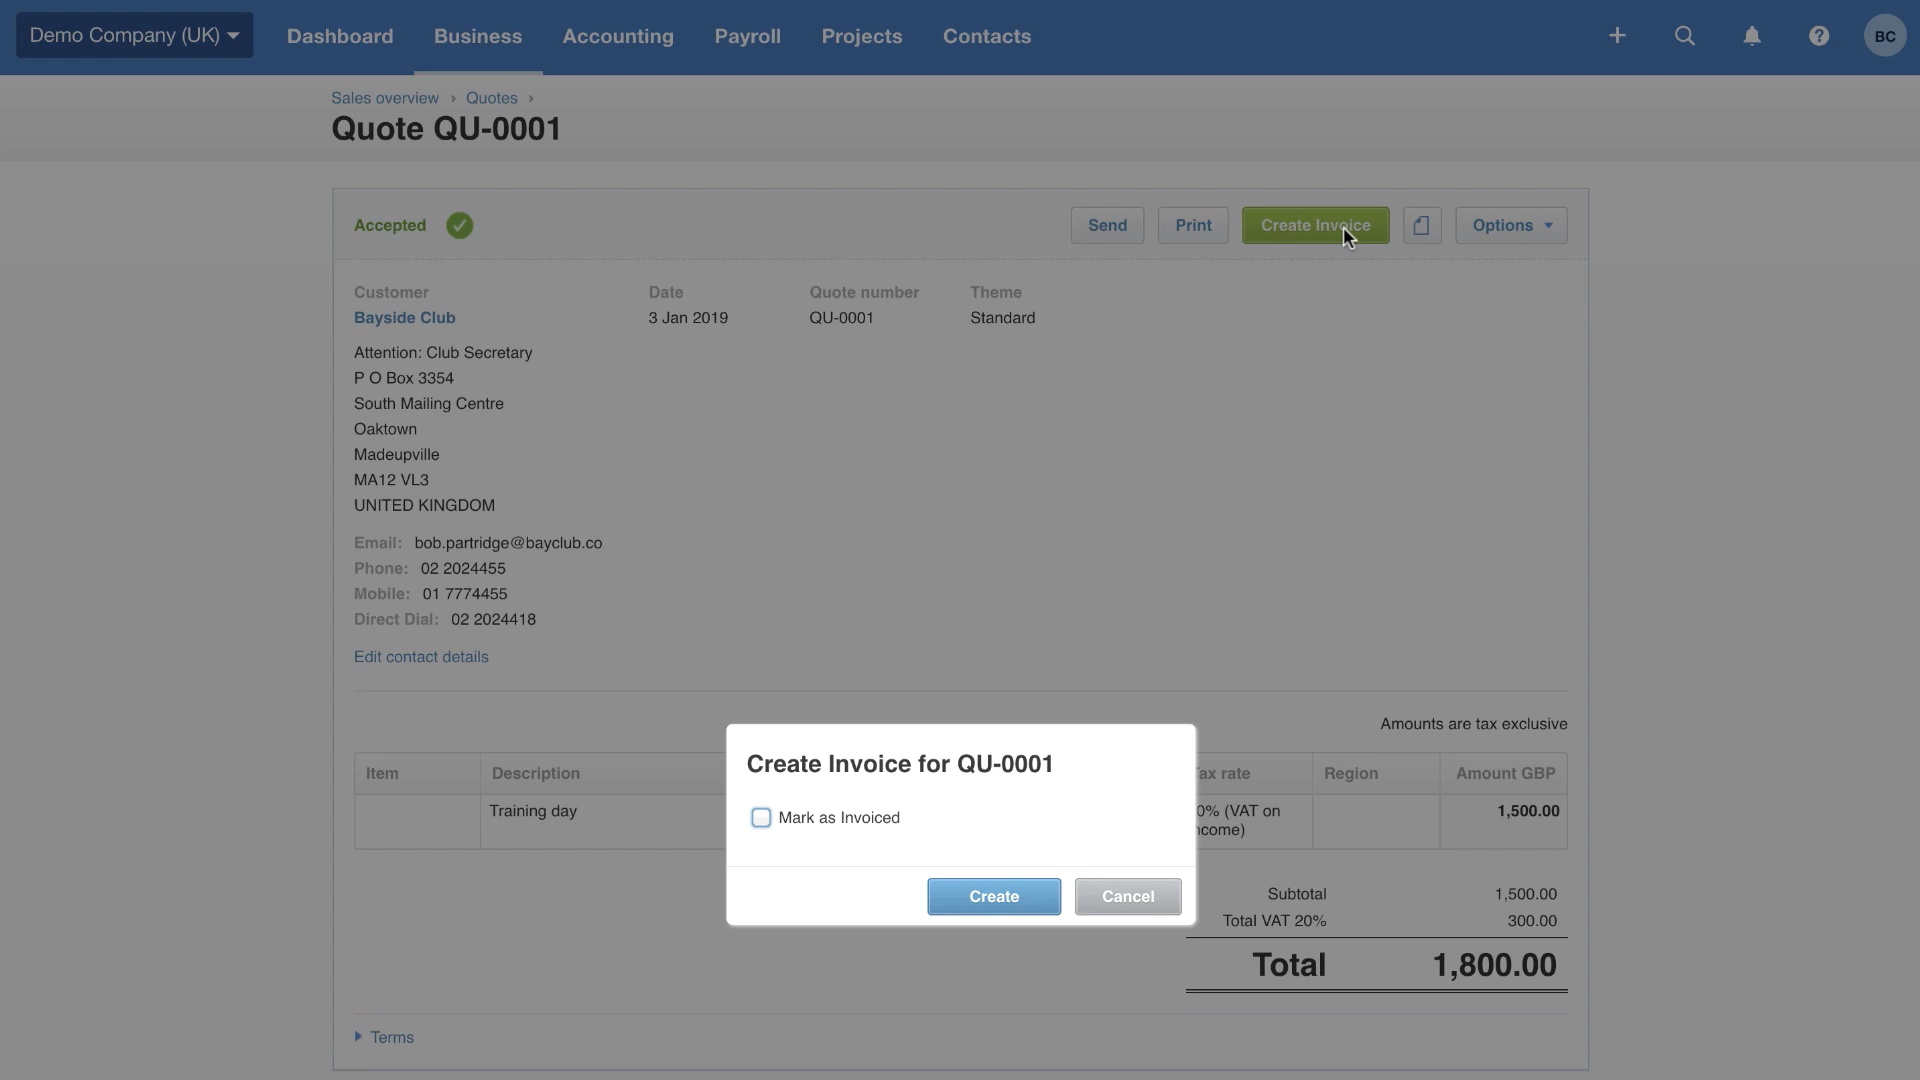 Demo Company (UK)
Dashboard
Business
Accounting
Payroll
Projects
Contacts
BC
Sales overview › Quotes ›
Quote QU-0001
Accepted
Send
Print
Create Invoice
Options
Customer
Bayside Club
Date
3 Jan 2019
Quote number
QU-0001
Theme
Standard
Attention: Club Secretary
P O Box 3354
South Mailing Centre
Oaktown
Madeupville
MA12 VL3
UNITED KINGDOM
Email: bob.partridge@bayclub.co
Phone: 02 2024455
Mobile: 01 7774455
Direct Dial: 02 2024418
Edit contact details
Amounts are tax exclusive
Item
Description
rate
Region
Amount GBP
Training day
(VAT on
1,500.00
Create Invoice for QU-0001
Mark as Invoiced
Create
Cancel
Subtotal 1,500.00
Total VAT 20% 300.00
Total 1,800.00
Terms